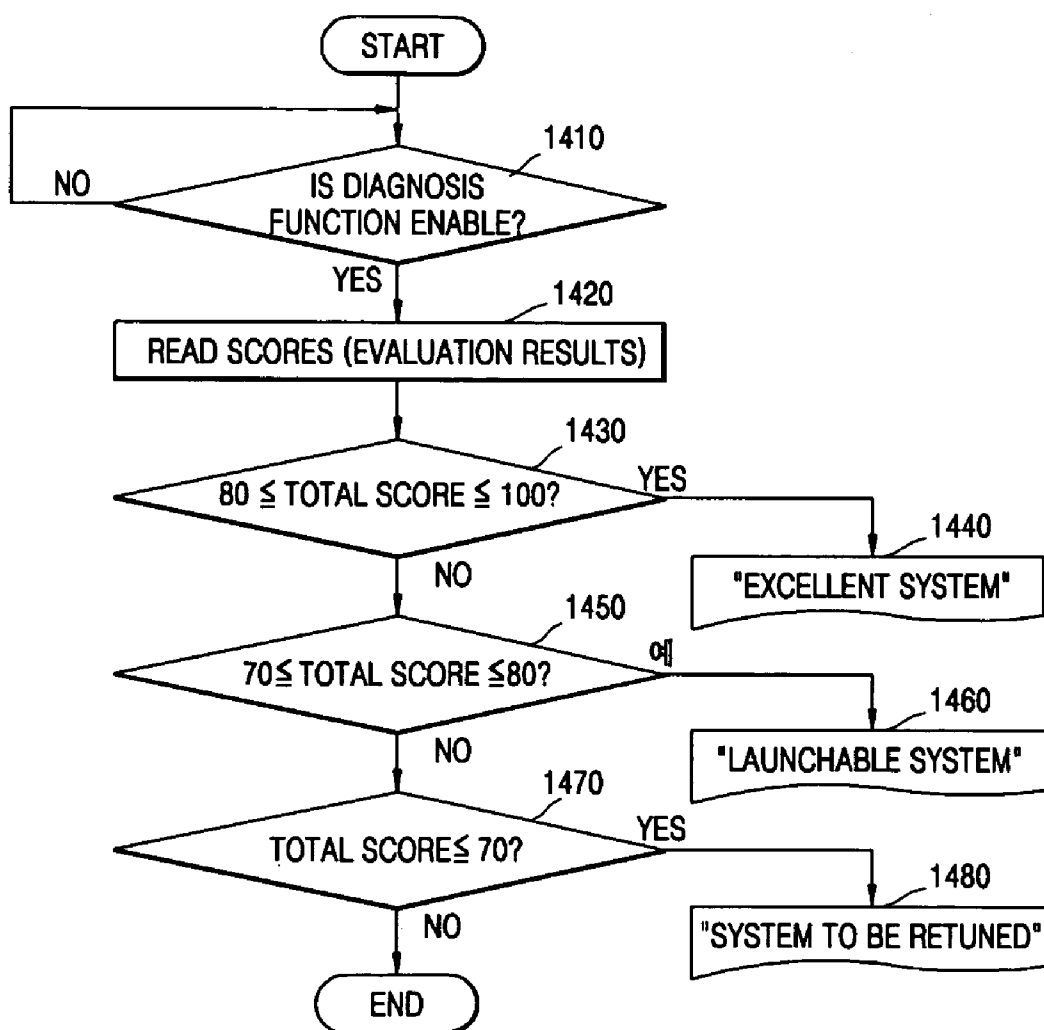 START
1410
NO
IS DIAGNOSIS
FUNCTION ENABLE?
YES
1420
READ SCORES (EVALUATION RESULTS)
1430
80 ≦ TOTAL SCORE ≦ 100?
YES
1440
"EXCELLENT SYSTEM"
NO
1450
70≦ TOTAL SCORE ≦80?
예
1460
"LAUNCHABLE SYSTEM"
NO
1470
TOTAL SCORE≦ 70?
YES
1480
"SYSTEM TO BE RETUNED"
NO
END